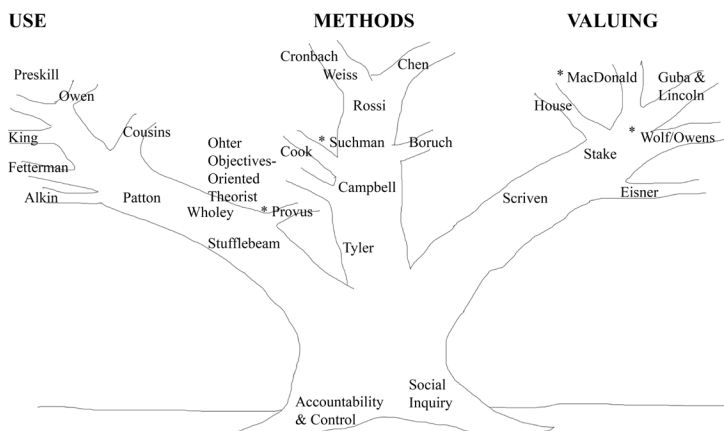 USE
METHODS
VALUING
Preskill
Owen
King
Cousins
Fetterman
Alkin
Patton
Ohter
Objectives-
Oriented
Theorist
Wholey
* Provus
Stufflebeam
Cronbach
Weiss
Chen
Rossi
* Suchman
Cook
Boruch
Campbell
Tyler
* MacDonald
Guba &
Lincoln
House
* Wolf/Owens
Stake
Eisner
Scriven
Accountability
& Control
Social
Inquiry